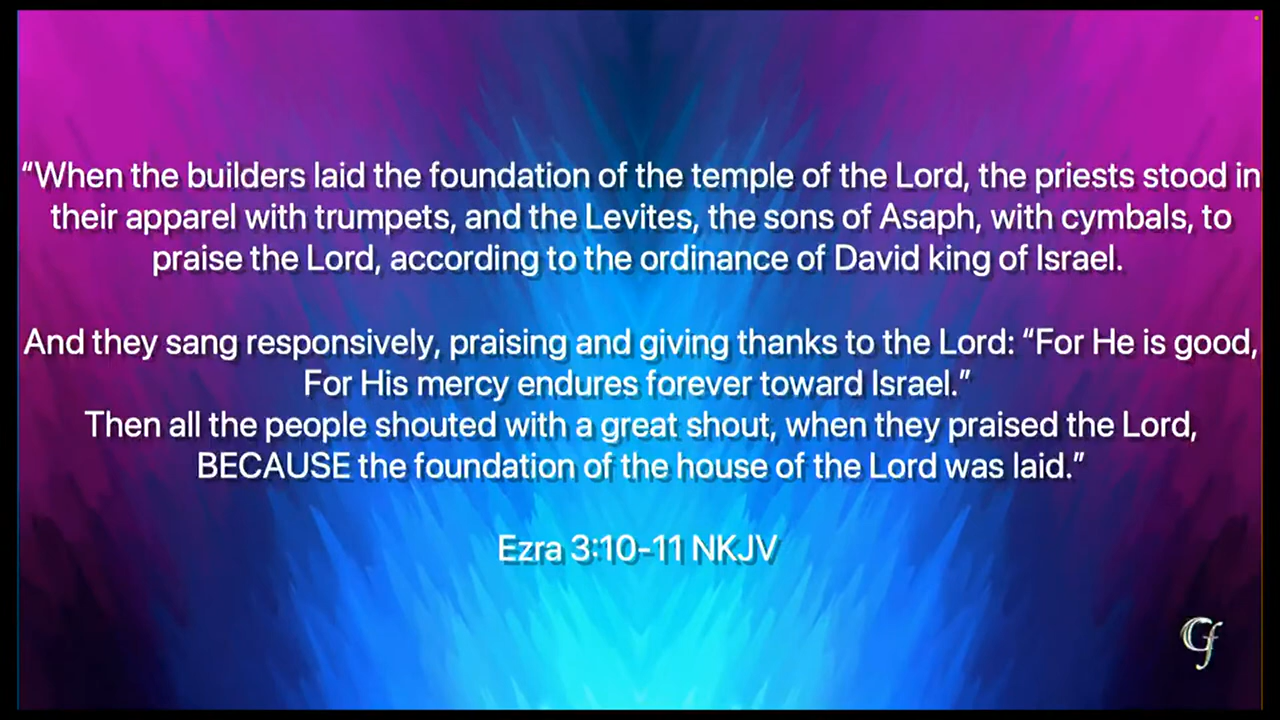 “When the builders laid the foundation of the temple of the Lord, the priests stood in
their apparel with trumpets, and the Levites, the sons of Asaph, with cymbals, to
praise the Lord, according to the ordinance of David king of Israel.
And they sang responsively, praising and giving thanks to the Lord: “For He is good,
For His mercy endures forever toward Israel.”
Then all the people shouted with a great shout, when they praised the Lord,
BECAUSE the foundation of the house of the Lord was laid.”
Ezra 3:10-11 NKJV
Gf